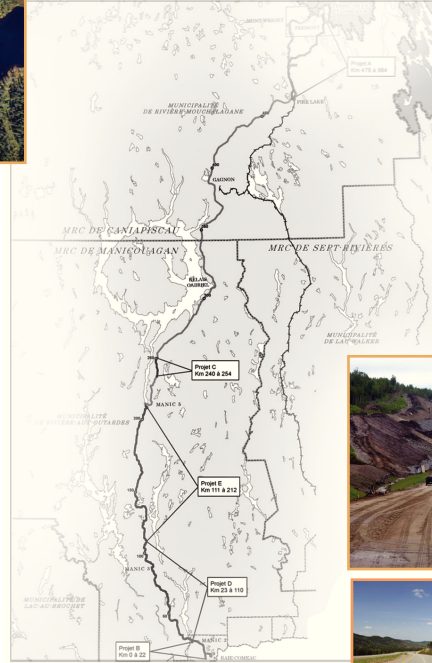 Projet A
Km 478 à 564
FIRE LAKE
MUNICIPALITÉ
DE RIVIÈRE-MOUCHALAGANE
GAGNON
MRC DE CANIAPISCAU
MRC DE MANICOUAGAN
MRC DE SEPT-RIVIÈRES
RELAIS
GABRIEL
MUNICIPALITÉ
DE LAC-WALKER
Projet C
Km 240 à 254
MANIC 5
MUNICIPALITÉ
DE RIVIÈRE-AUX-OUTARDES
Projet E
Km 111 à 212
MANIC 3
Projet D
Km 23 à 110
MUNICIPALITÉ DE
LAC-AU-BROCHET
MANIC 2
Projet B
Km 0 à 22
BAIE-COMEAU